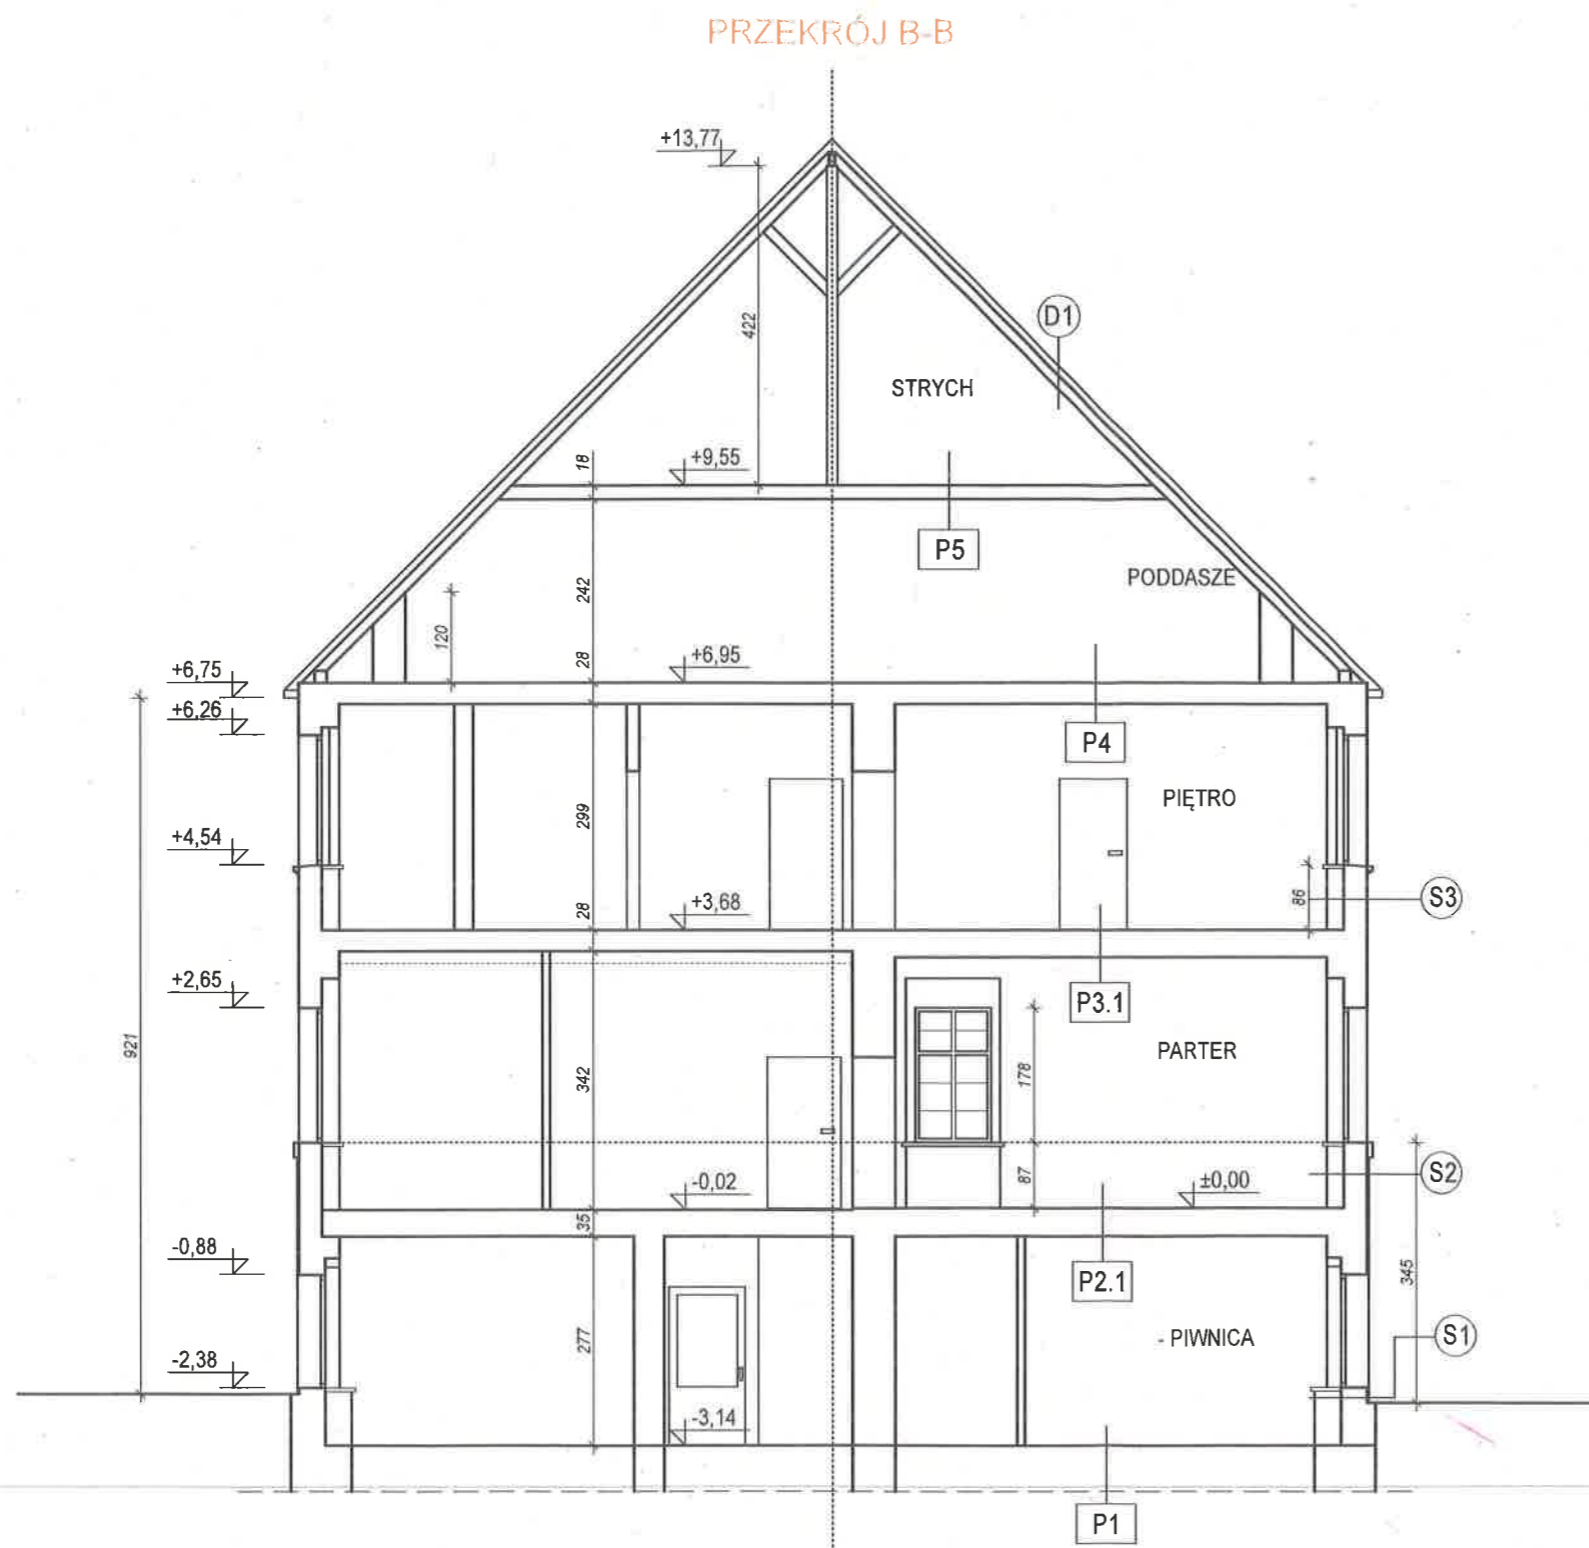 PRZEKRÓJ B-B
+13,77
422
D1
STRYCH
18
+9,55
P5
PODDASZE
242
120
28
+6,95
+6,75
+6,26
P4
PIĘTRO
299
+4,54
86
S3
28
+3,68
+2,65
P3.1
921
PARTER
342
178
87
S2
-0,02
±0,00
35
-0,88
P2.1
345
277
- PIWNICA
S1
-2,38
-3,14
P1